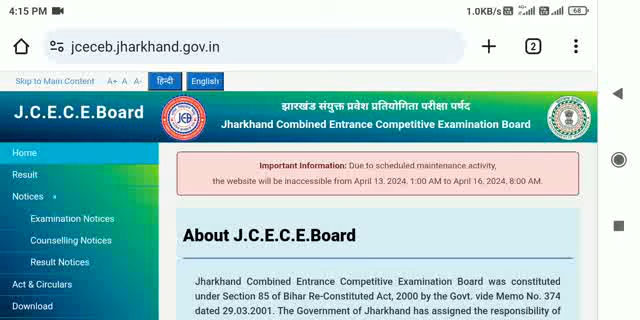 4:15 PM 1.0KB/s 4G+ 4G 68
jceceb.jharkhand.gov.in 2
Skip to Main Content A+ A A- हिन्दी English
J.C.E.C.E.Board JCEB झारखंड संयुक्त प्रवेश प्रतियोगिता परीक्षा पर्षद
Jharkhand Combined Entrance Competitive Examination Board
Home
Result
Notices
Examination Notices
Counselling Notices
Result Notices
Act & Circulars
Download
Important Information: Due to scheduled maintenance activity,
the website will be inaccessible from April 13, 2024, 1:00 AM to April 16, 2024, 8:00 AM.
About J.C.E.C.E.Board
Jharkhand Combined Entrance Competitive Examination Board was constituted
under Section 85 of Bihar Re-Constituted Act, 2000 by the Govt. vide Memo No. 374
dated 29.03.2001. The Government of Jharkhand has assigned the responsibility of